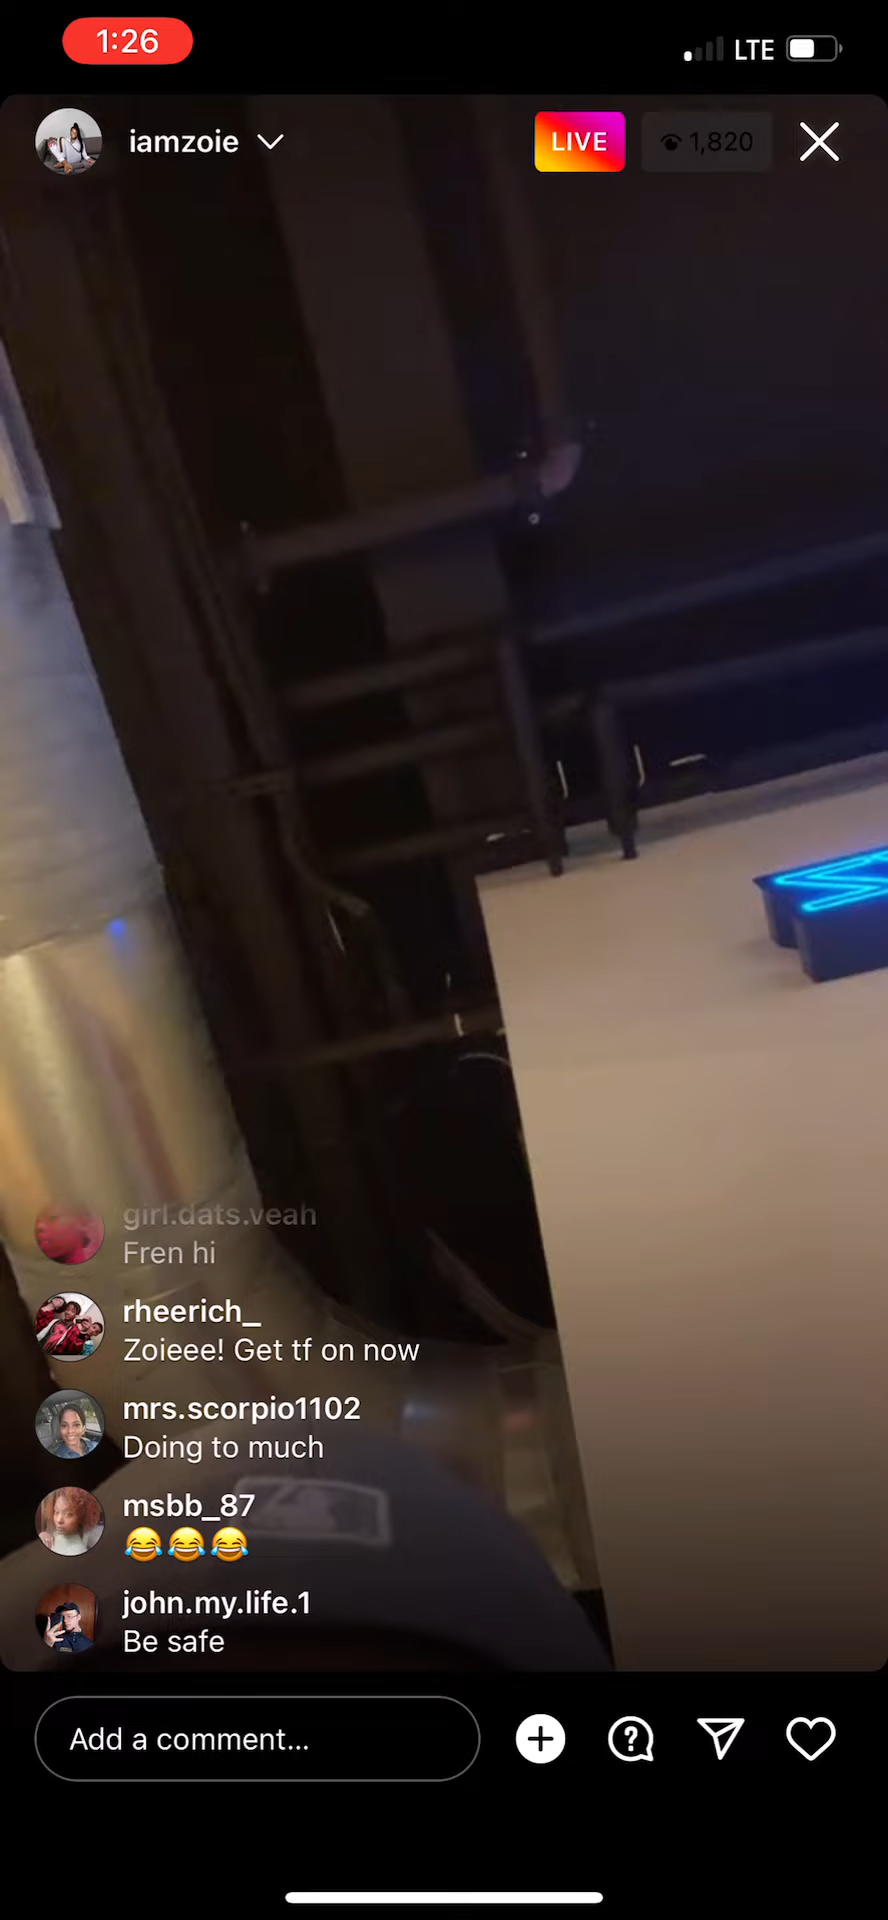 1:26
LTE
iamzoie
LIVE
1,820
girl.dats.yeah
Fren hi
rheerich_
Zoieee! Get tf on now
mrs.scorpio1102
Doing to much
msbb_87
😂😂😂
john.my.life.1
Be safe
Add a comment...